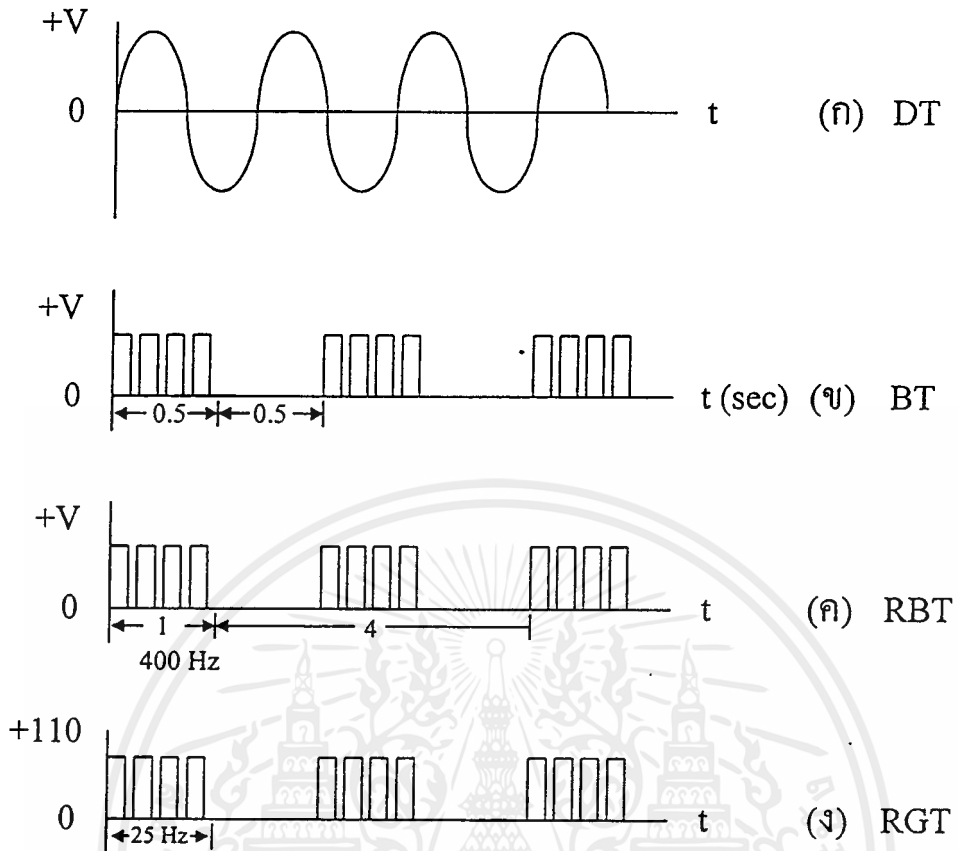 +V
0
t (ก) DT
+V
0
0.5 0.5
t (sec) (ข) BT
+V
0
1 4
400 Hz
t (ค) RBT
+110
0
25 Hz
t (ง) RGT